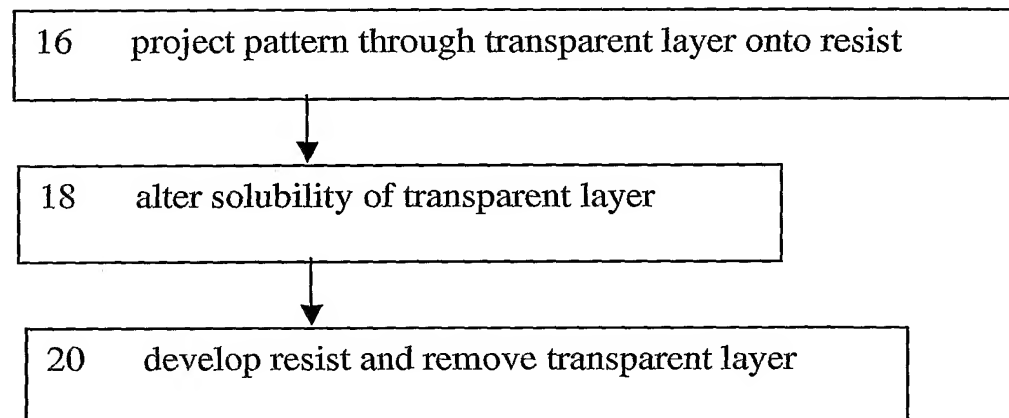 16 project pattern through transparent layer onto resist
18 alter solubility of transparent layer
20 develop resist and remove transparent layer